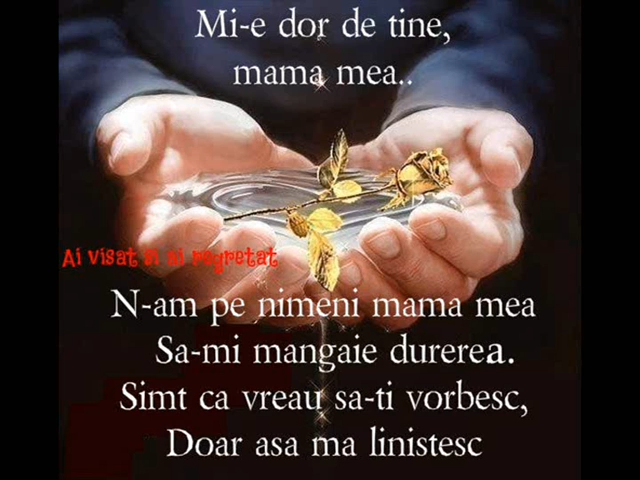 Mi-e dor de tine,
mama mea..
Ai visat si ai regretat
N-am pe nimeni mama mea
Sa-mi mangaie durerea.
Simt ca vreau sa-ti vorbesc,
Doar asa ma linistesc